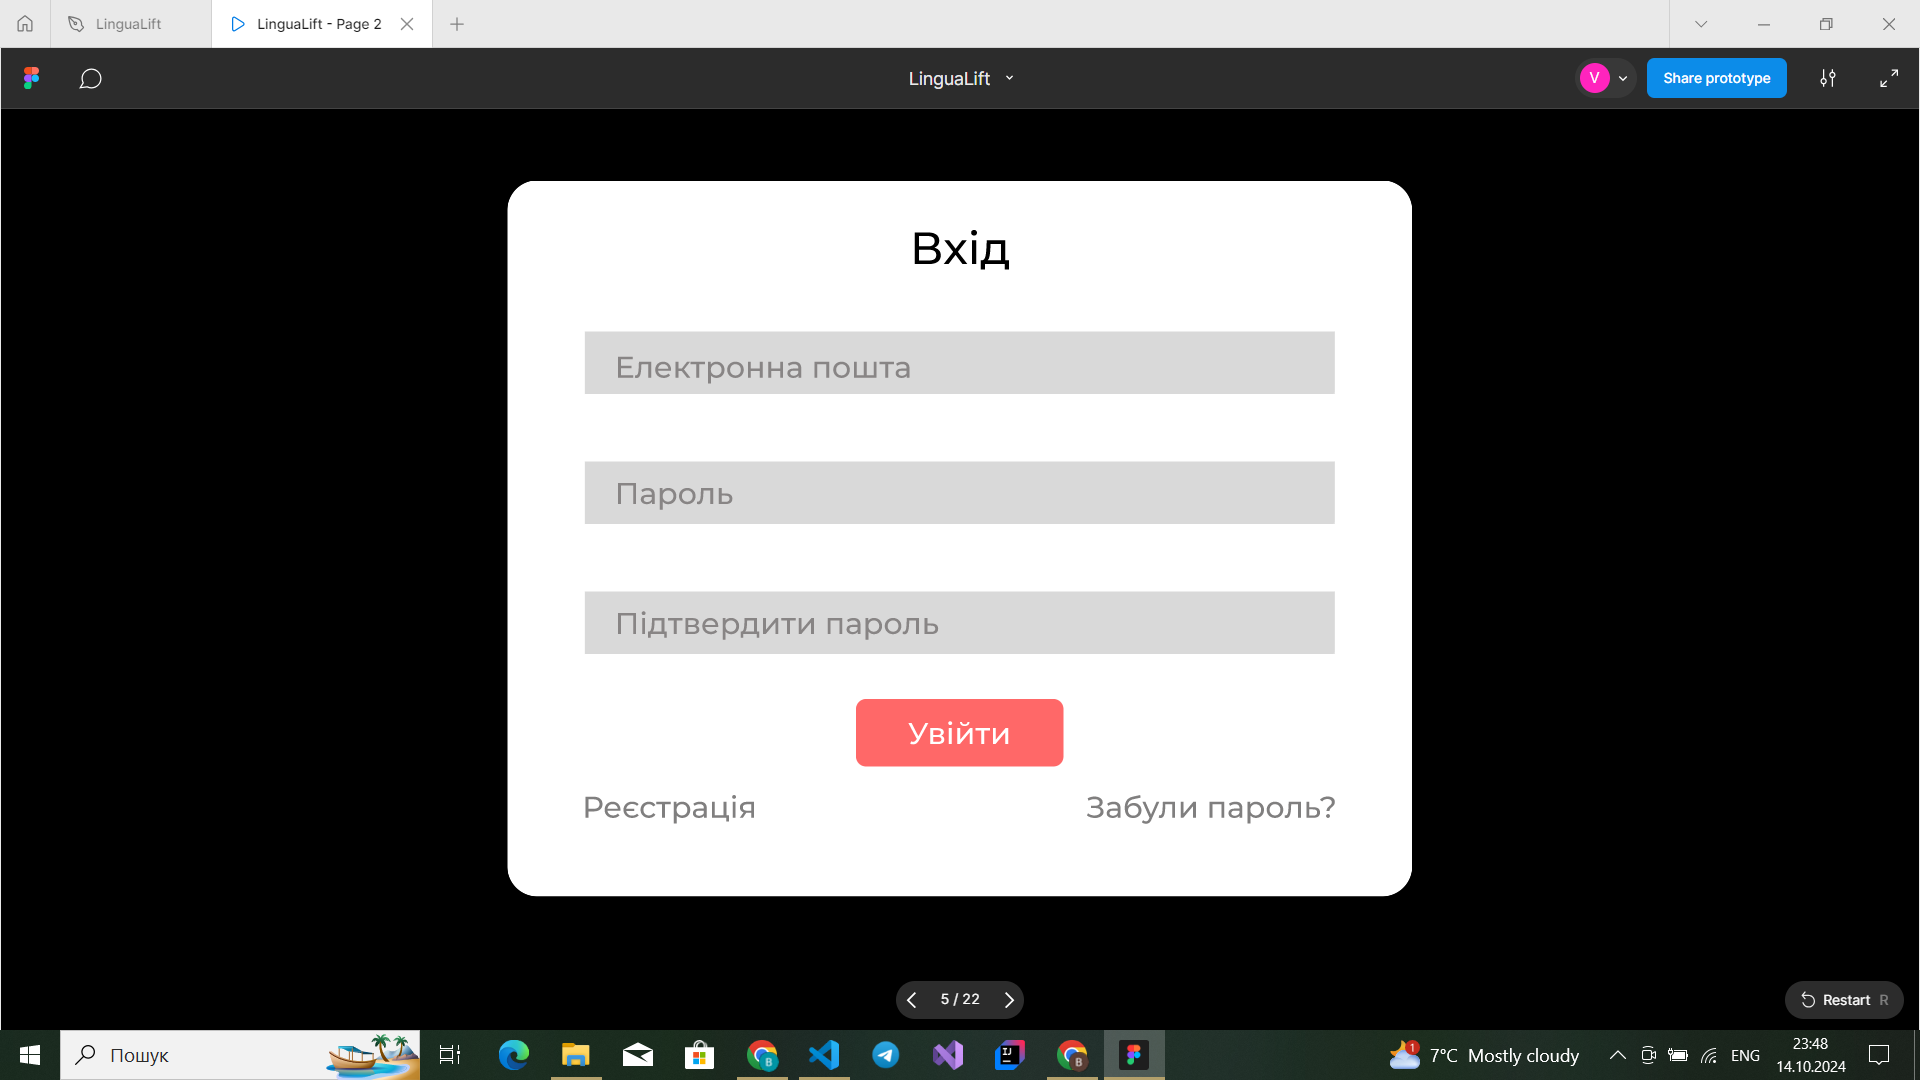 LinguaLift
LinguaLift - Page 2
LinguaLift
V
Share prototype
Вхід
Електронна пошта
Пароль
Підтвердити пароль
Увійти
Реєстрація
Забули пароль?
5 / 22
Restart R
Пошук
1
7°C Mostly cloudy
ENG
23:48
14.10.2024